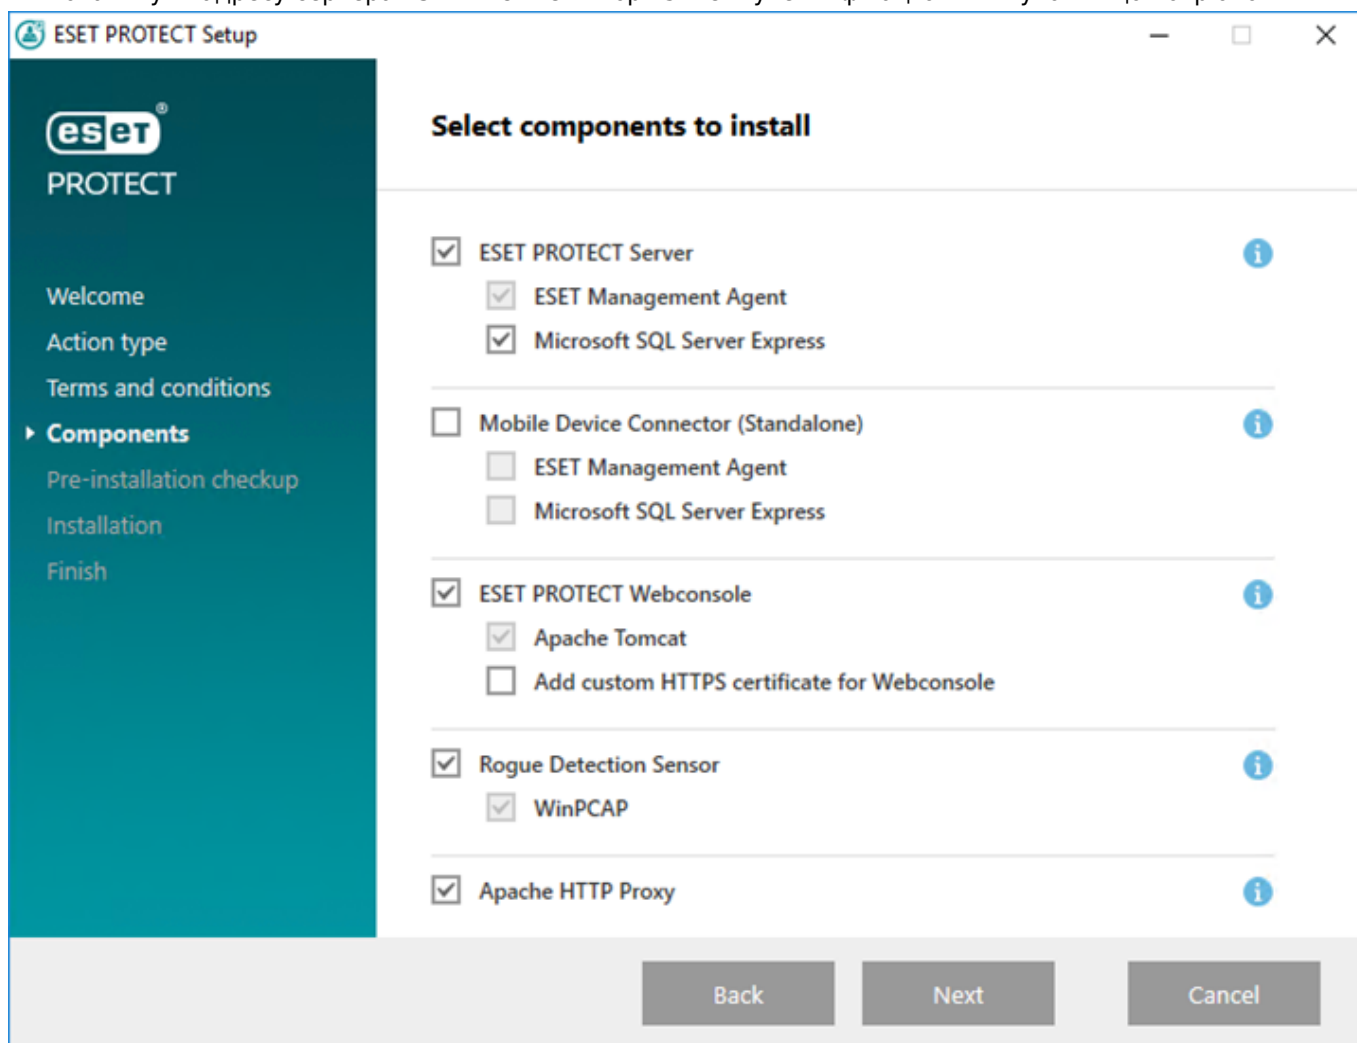 ESET PROTECT Setup
eseT®
PROTECT
Welcome
Action type
Terms and conditions
Components
Pre-installation checkup
Installation
Finish
Select components to install
ESET PROTECT Server
ESET Management Agent
Microsoft SQL Server Express
Mobile Device Connector (Standalone)
ESET Management Agent
Microsoft SQL Server Express
ESET PROTECT Webconsole
Apache Tomcat
Add custom HTTPS certificate for Webconsole
Rogue Detection Sensor
WinPCAP
Apache HTTP Proxy
Back
Next
Cancel